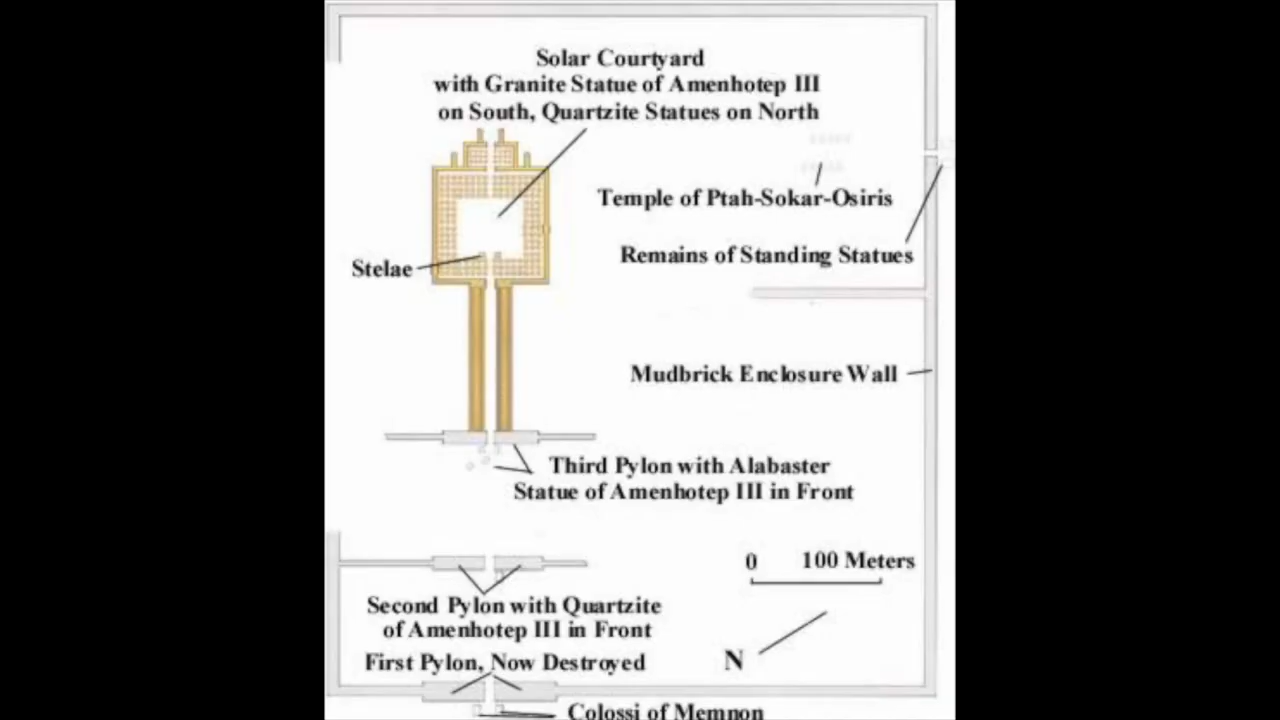 Solar Courtyard
with Granite Statue of Amenhotep III
on South, Quartzite Statues on North
Temple of Ptah-Sokar-Osiris
Remains of Standing Statues
Stelae
Mudbrick Enclosure Wall
Third Pylon with Alabaster
Statue of Amenhotep III in Front
0 100 Meters
Second Pylon with Quartzite
of Amenhotep III in Front
First Pylon, Now Destroyed
N
Colossi of Memnon